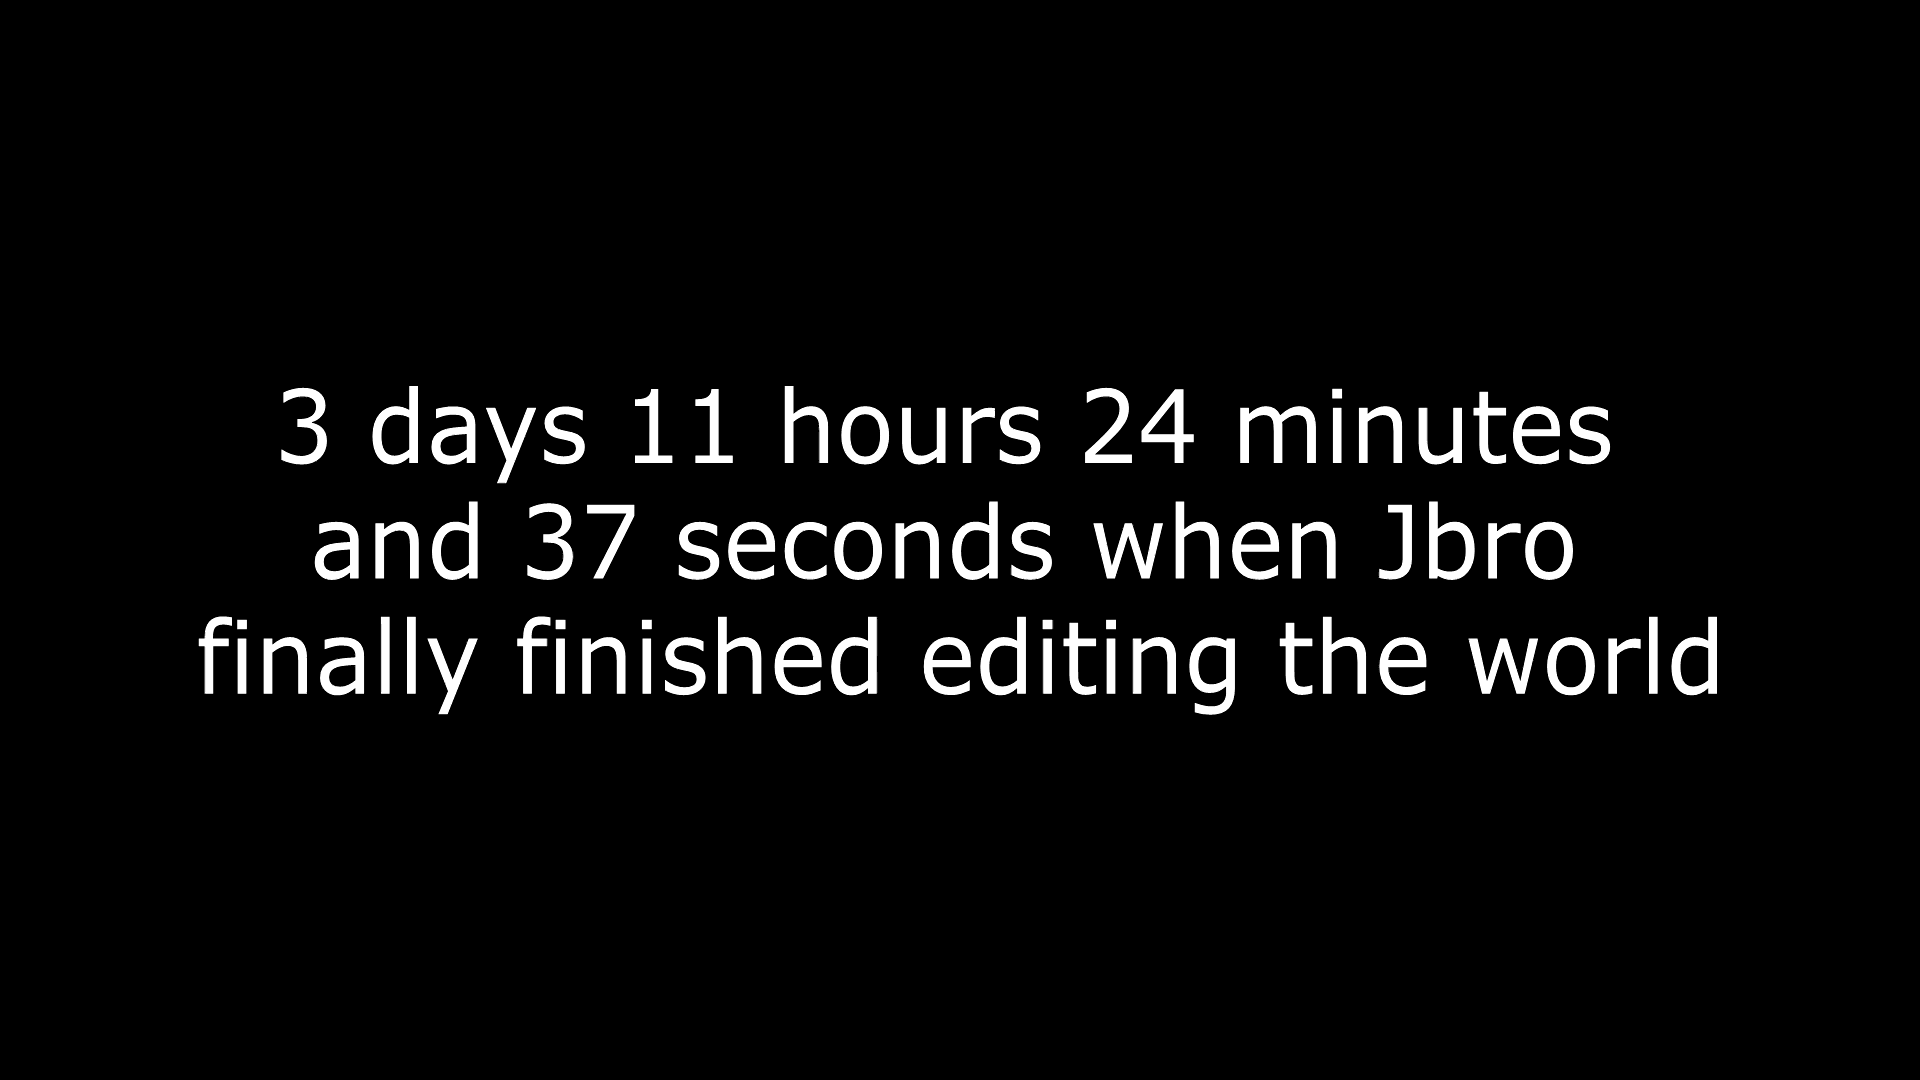 3 days 11 hours 24 minutes
and 37 seconds when Jbro
finally finished editing the world